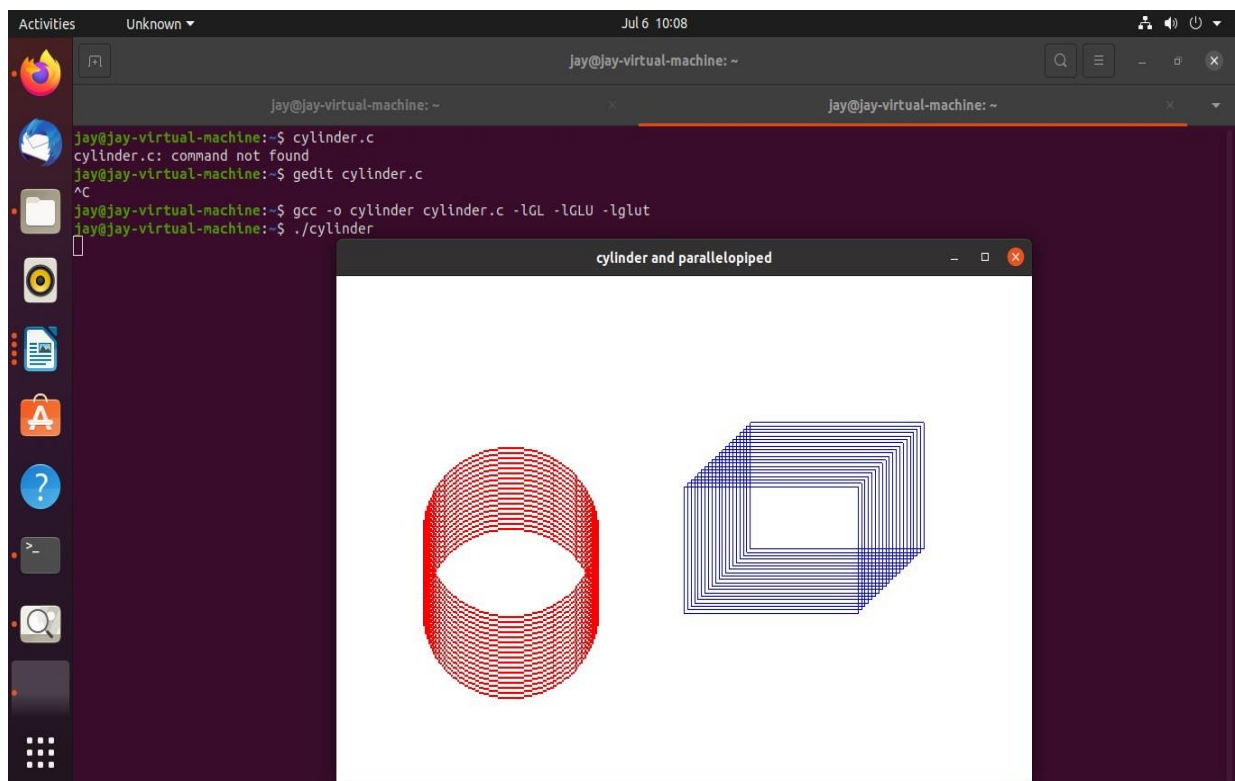 Activities Unknown Jul 6 10:08
jay@jay-virtual-machine: ~
jay@jay-virtual-machine: ~ jay@jay-virtual-machine: ~
jay@jay-virtual-machine:~$ cylinder.c
cylinder.c: command not found
jay@jay-virtual-machine:~$ gedit cylinder.c
^C
jay@jay-virtual-machine:~$ gcc -o cylinder cylinder.c -lGL -lGLU -lglut
jay@jay-virtual-machine:~$ ./cylinder
cylinder and parallelopiped